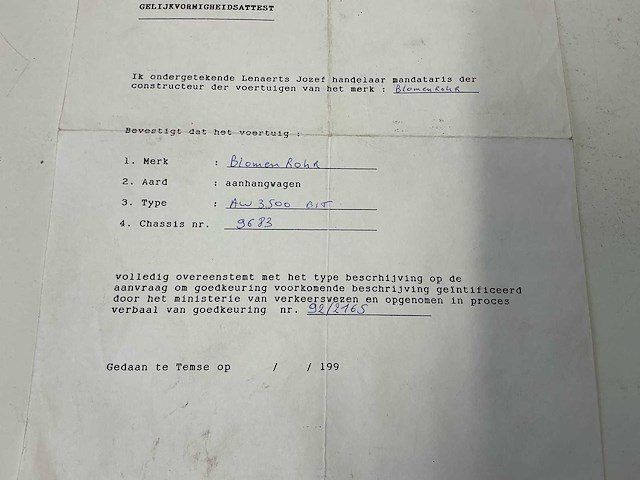 GELIJKVORMIGHEIDSATTEST
Ik ondergetekende Lenaerts Jozef handelaar mandataris der
constructeur der voertuigen van het merk : Blomenrohr
Bevestigt dat het voertuig :
1. Merk : Blomenrohr
2. Aard : aanhangwagen
3. Type : AW 3500
4. Chassis nr. 9683
volledig overeenstemt met het type bescrhijving op de
aanvraag om goedkeuring voorkomende beschrijving geïntificeerd
door het ministerie van verkeerswezen en opgenomen in proces
verbaal van goedkeuring nr. 92/2165
Gedaan te Temse op / / 199